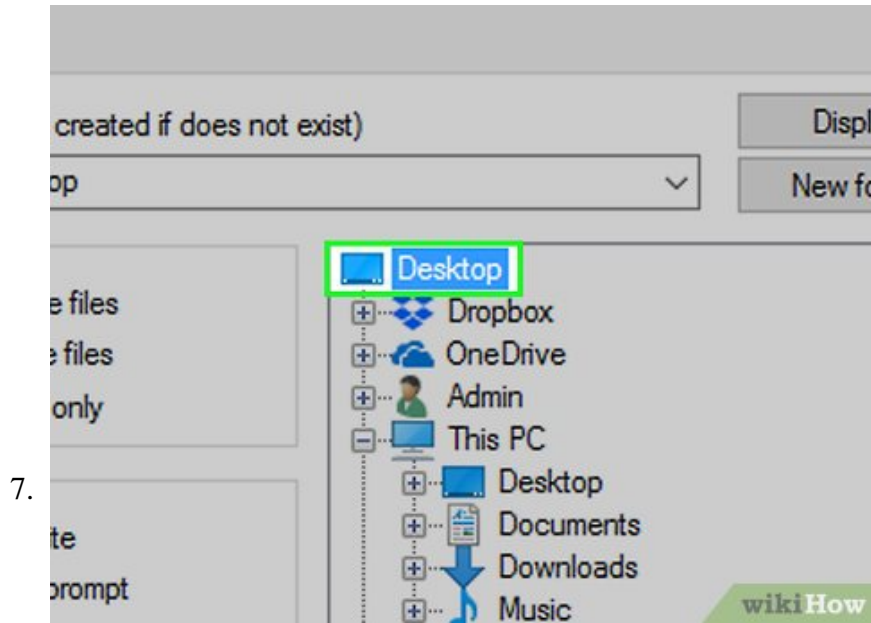 created if does not exist)
Displ
op
New fo
Desktop
e files
Dropbox
e files
OneDrive
only
Admin
This PC
7.
Desktop
te
Documents
prompt
Downloads
Music
wikiHow